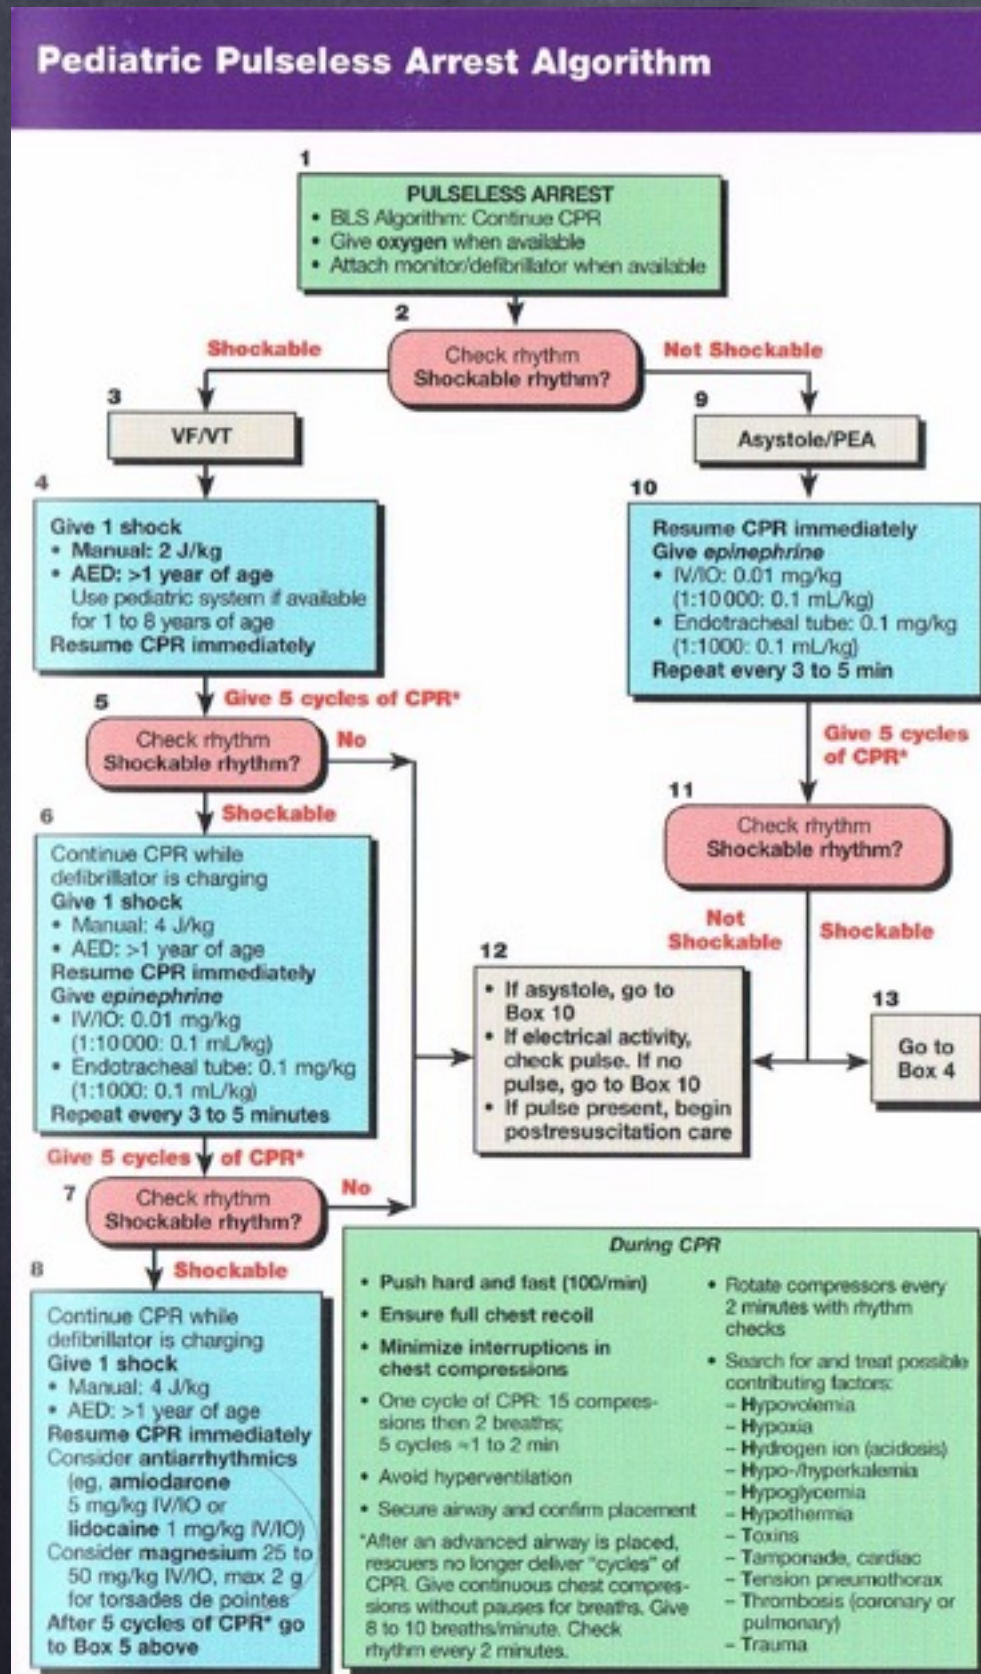 Pediatric Pulseless Arrest Algorithm
1
PULSELESS ARREST
• BLS Algorithm: Continue CPR
• Give oxygen when available
• Attach monitor/defibrillator when available
2
Check rhythm
Shockable rhythm?
Shockable
Not Shockable
3
VF/VT
4
Give 1 shock
• Manual: 2 J/kg
• AED: >1 year of age
Use pediatric system if available
for 1 to 8 years of age
Resume CPR immediately
Give 5 cycles of CPR*
5
Check rhythm
Shockable rhythm?
No
Shockable
6
Continue CPR while
defibrillator is charging
Give 1 shock
• Manual: 4 J/kg
• AED: >1 year of age
Resume CPR immediately
Give epinephrine
• IV/IO: 0.01 mg/kg
(1:10 000: 0.1 mL/kg)
• Endotracheal tube: 0.1 mg/kg
(1:1000: 0.1 mL/kg)
Repeat every 3 to 5 minutes
Give 5 cycles of CPR*
7
Check rhythm
Shockable rhythm?
No
Shockable
8
Continue CPR while
defibrillator is charging
Give 1 shock
• Manual: 4 J/kg
• AED: >1 year of age
Resume CPR immediately
Consider antiarrhythmics
(eg, amiodarone
5 mg/kg IV/IO or
lidocaine 1 mg/kg IV/IO)
Consider magnesium 25 to
50 mg/kg IV/IO, max 2 g
for torsades de pointes
After 5 cycles of CPR* go
to Box 5 above
9
Asystole/PEA
10
Resume CPR immediately
Give epinephrine
• IV/IO: 0.01 mg/kg
(1:10 000: 0.1 mL/kg)
• Endotracheal tube: 0.1 mg/kg
(1:1000: 0.1 mL/kg)
Repeat every 3 to 5 min
Give 5 cycles
of CPR*
11
Check rhythm
Shockable rhythm?
Not
Shockable
Shockable
12
• If asystole, go to
Box 10
• If electrical activity,
check pulse. If no
pulse, go to Box 10
• If pulse present, begin
postresuscitation care
13
Go to
Box 4
During CPR
• Push hard and fast (100/min)
• Ensure full chest recoil
• Minimize interruptions in
chest compressions
• One cycle of CPR: 15 compres-
sions then 2 breaths;
5 cycles ≈1 to 2 min
• Avoid hyperventilation
• Secure airway and confirm placement
*After an advanced airway is placed,
rescuers no longer deliver "cycles" of
CPR. Give continuous chest compres-
sions without pauses for breaths. Give
8 to 10 breaths/minute. Check
rhythm every 2 minutes.
• Rotate compressors every
2 minutes with rhythm
checks
• Search for and treat possible
contributing factors:
– Hypovolemia
– Hypoxia
– Hydrogen ion (acidosis)
– Hypo-/hyperkalemia
– Hypoglycemia
– Hypothermia
– Toxins
– Tamponade, cardiac
– Tension pneumothorax
– Thrombosis (coronary or
pulmonary)
– Trauma